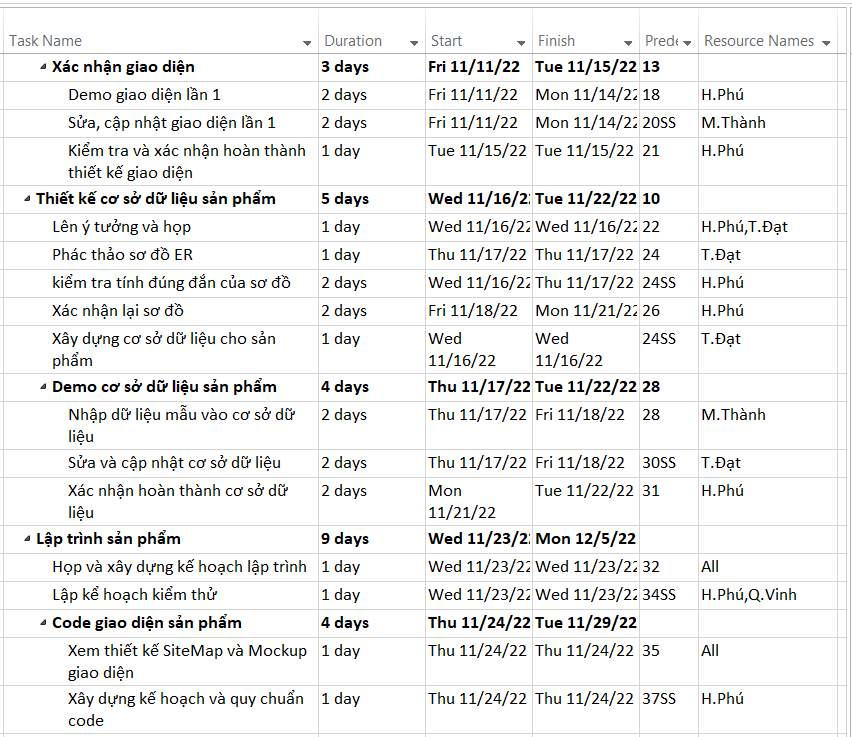 Task Name Duration Start Finish Prede Resource Names
Xác nhận giao diện 3 days Fri 11/11/22 Tue 11/15/22 13
Demo giao diện lần 1 2 days Fri 11/11/22 Mon 11/14/22 18 H.Phú
Sửa, cập nhật giao diện lần 1 2 days Fri 11/11/22 Mon 11/14/22 20SS M.Thành
Kiểm tra và xác nhận hoàn thành 1 day Tue 11/15/22 Tue 11/15/22 21 H.Phú
thiết kế giao diện
Thiết kế cơ sở dữ liệu sản phẩm 5 days Wed 11/16/22 Tue 11/22/22 10
Lên ý tưởng và họp 1 day Wed 11/16/22 Wed 11/16/22 22 H.Phú,T.Đạt
Phác thảo sơ đồ ER 1 day Thu 11/17/22 Thu 11/17/22 24 T.Đạt
kiểm tra tính đúng đắn của sơ đồ 2 days Wed 11/16/22 Thu 11/17/22 24SS H.Phú
Xác nhận lại sơ đồ 2 days Fri 11/18/22 Mon 11/21/22 26 H.Phú
Xây dựng cơ sở dữ liệu cho sản 1 day Wed Wed 24SS T.Đạt
phẩm 11/16/22 11/16/22
Demo cơ sở dữ liệu sản phẩm 4 days Thu 11/17/22 Tue 11/22/22 28
Nhập dữ liệu mẫu vào cơ sở dữ 2 days Thu 11/17/22 Fri 11/18/22 28 M.Thành
liệu
Sửa và cập nhật cơ sở dữ liệu 2 days Thu 11/17/22 Fri 11/18/22 30SS T.Đạt
Xác nhận hoàn thành cơ sở dữ 2 days Mon Tue 11/22/22 31 H.Phú
liệu 11/21/22
Lập trình sản phẩm 9 days Wed 11/23/22 Mon 12/5/22
Họp và xây dựng kế hoạch lập trình 1 day Wed 11/23/22 Wed 11/23/22 32 All
Lập kể hoạch kiểm thử 1 day Wed 11/23/22 Wed 11/23/22 34SS H.Phú,Q.Vinh
Code giao diện sản phẩm 4 days Thu 11/24/22 Tue 11/29/22
Xem thiết kế SiteMap và Mockup 1 day Thu 11/24/22 Thu 11/24/22 35 All
giao diện
Xây dựng kế hoạch và quy chuẩn 1 day Thu 11/24/22 Thu 11/24/22 37SS H.Phú
code